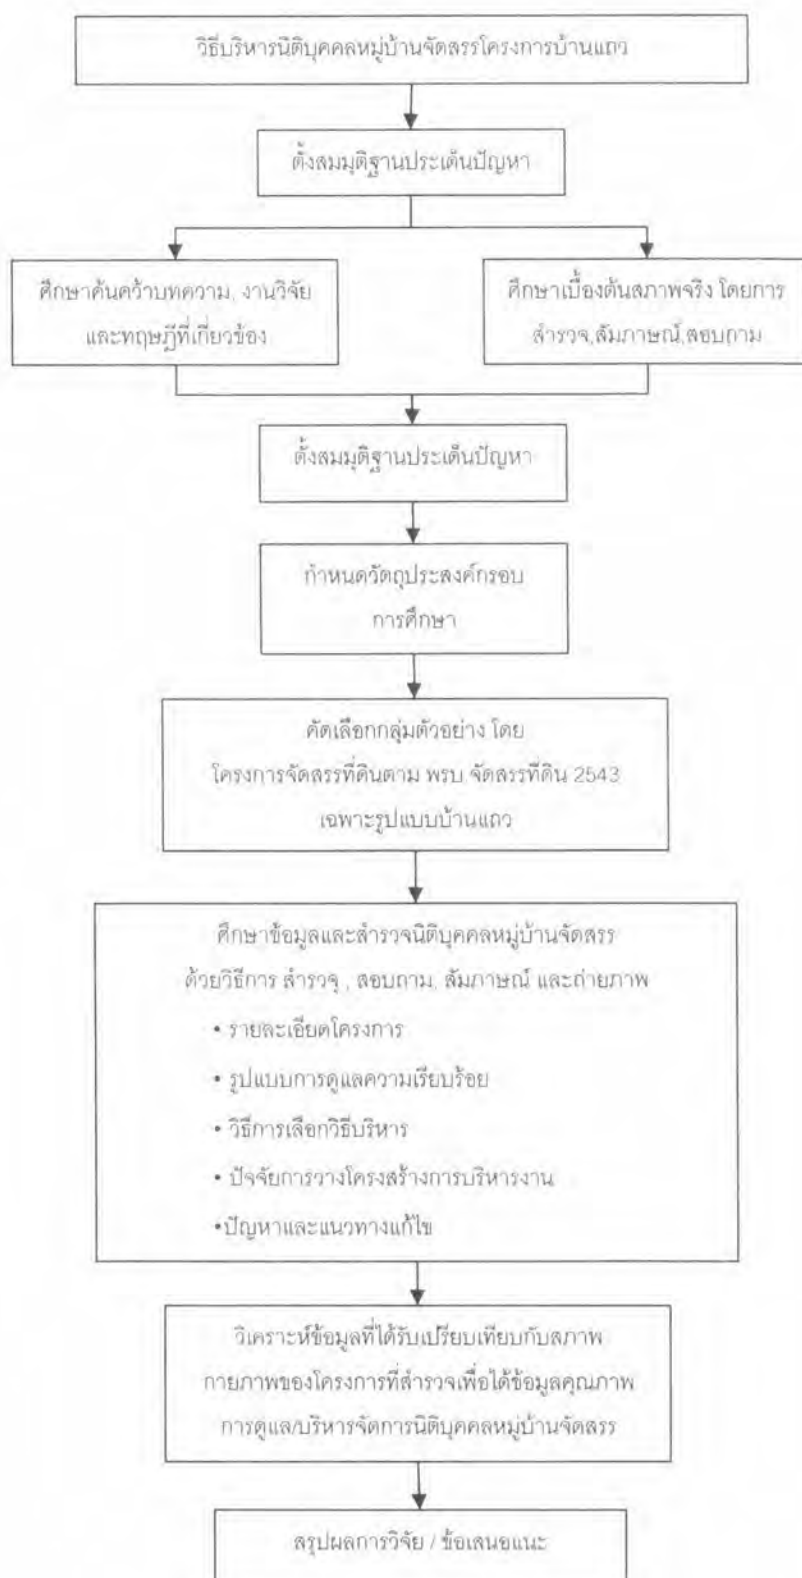 วิธีบริหารนิติบุคคลหมู่บ้านจัดสรรโครงการบ้านแถว
ตั้งสมมุติฐานประเด็นปัญหา
ศึกษาค้นคว้าบทความ, งานวิจัย
และทฤษฎีที่เกี่ยวข้อง
ศึกษาเบื้องต้นสภาพจริง โดยการ
สำรวจ,สัมภาษณ์,สอบถาม
ตั้งสมมุติฐานประเด็นปัญหา
กำหนดวัตถุประสงค์กรอบ
การศึกษา
คัดเลือกกลุ่มตัวอย่าง โดย
โครงการจัดสรรที่ดินตาม พรบ จัดสรรที่ดิน 2543
เฉพาะรูปแบบบ้านแถว
ศึกษาข้อมูลและสำรวจนิติบุคคลหมู่บ้านจัดสรร
ด้วยวิธีการ สำรวจ , สอบถาม, สัมภาษณ์ และถ่ายภาพ
• รายละเอียดโครงการ
• รูปแบบการดูแลความเรียบร้อย
• วิธีการเลือกวิธีบริหาร
• ปัจจัยการวางโครงสร้างการบริหารงาน
•ปัญหาและแนวทางแก้ไข
วิเคราะห์ข้อมูลที่ได้รับเปรียบเทียบกับสภาพ
กายภาพของโครงการที่สำรวจเพื่อได้ข้อมูลคุณภาพ
การดูแล/บริหารจัดการนิติบุคคลหมู่บ้านจัดสรร
สรุปผลการวิจัย / ข้อเสนอแนะ